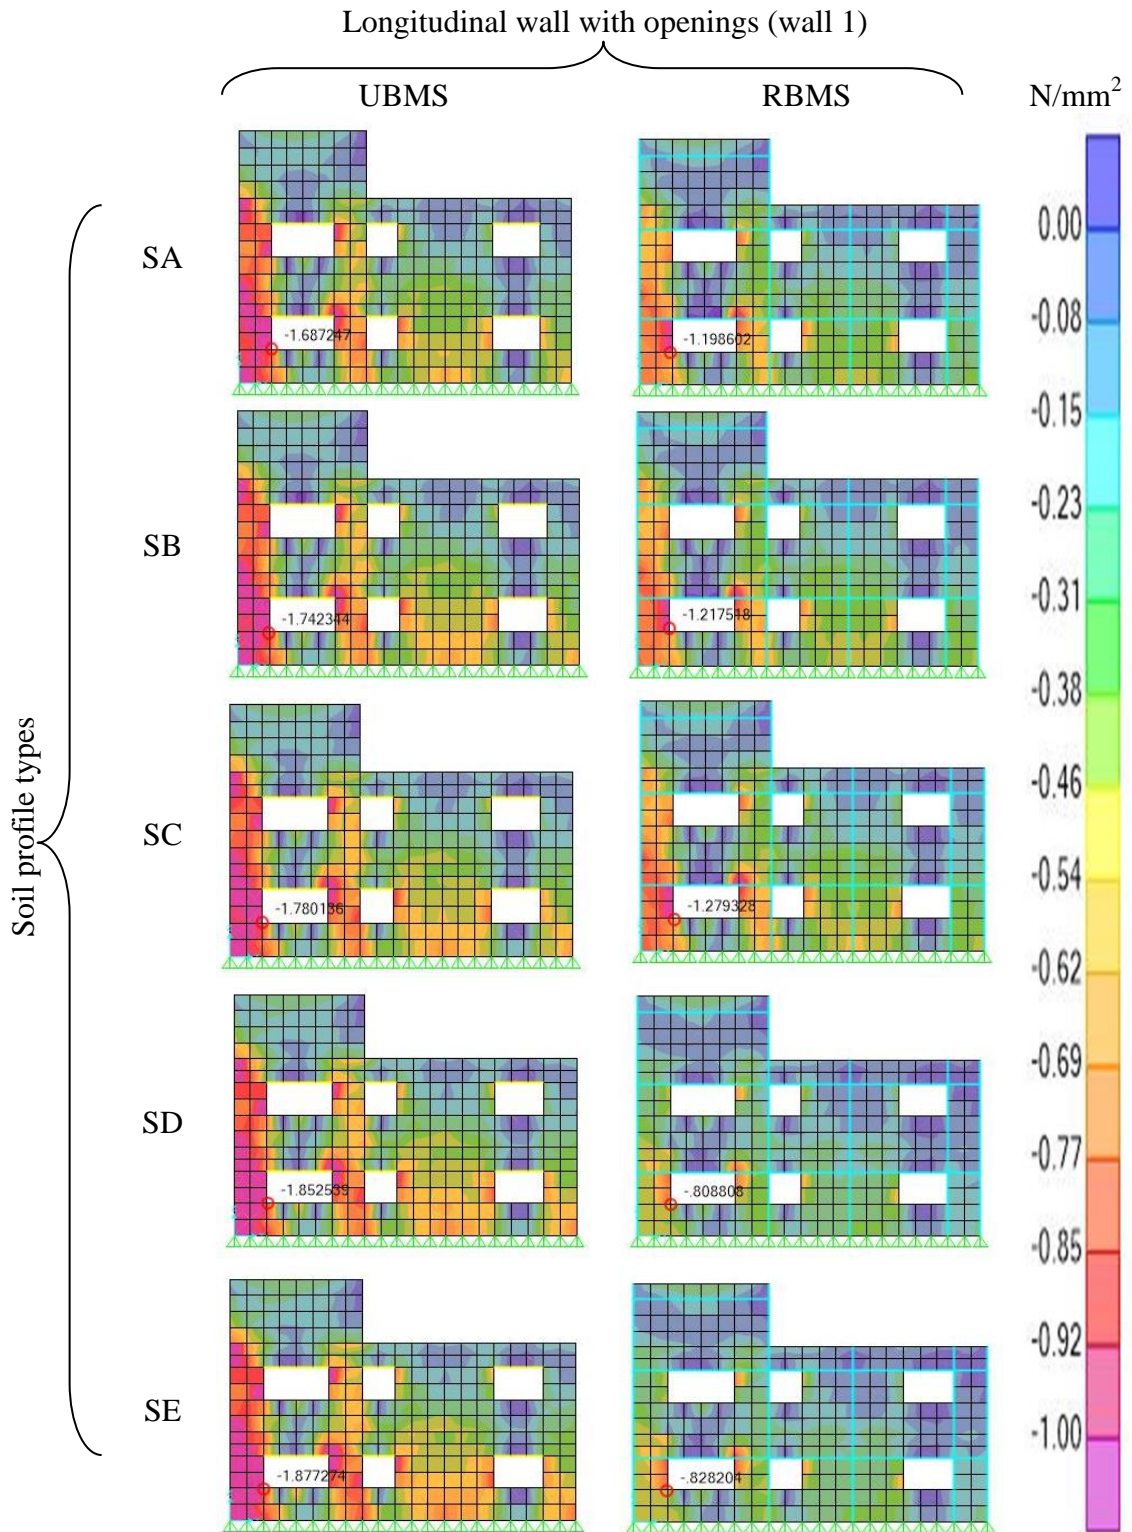 Longitudinal wall with openings (wall 1)
UBMS RBMS N/mm²
SA
-1.687247 -1.198602
SB
-1.742344 -1.217518
SC
-1.780136 -1.279328
SD
-1.852539 -.808808
SE
-1.877274 -.828204
Soil profile types
0.00
-0.08
-0.15
-0.23
-0.31
-0.38
-0.46
-0.54
-0.62
-0.69
-0.77
-0.85
-0.92
-1.00